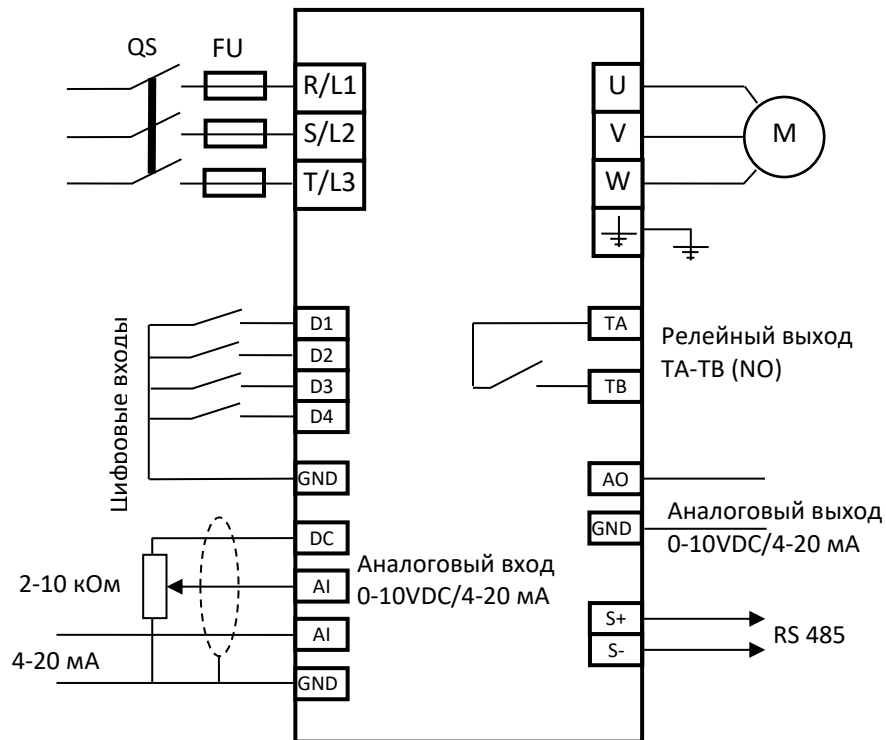 QS
FU
R/L1
S/L2
T/L3
U
V
W
M
Цифровые входы
D1
D2
D3
D4
GND
TA
TB
Релейный выход
TA-TB (NO)
AO
GND
Аналоговый выход
0-10VDC/4-20 мА
2-10 кОм
4-20 мА
DC
AI
AI
GND
Аналоговый вход
0-10VDC/4-20 мА
S+
S-
RS 485